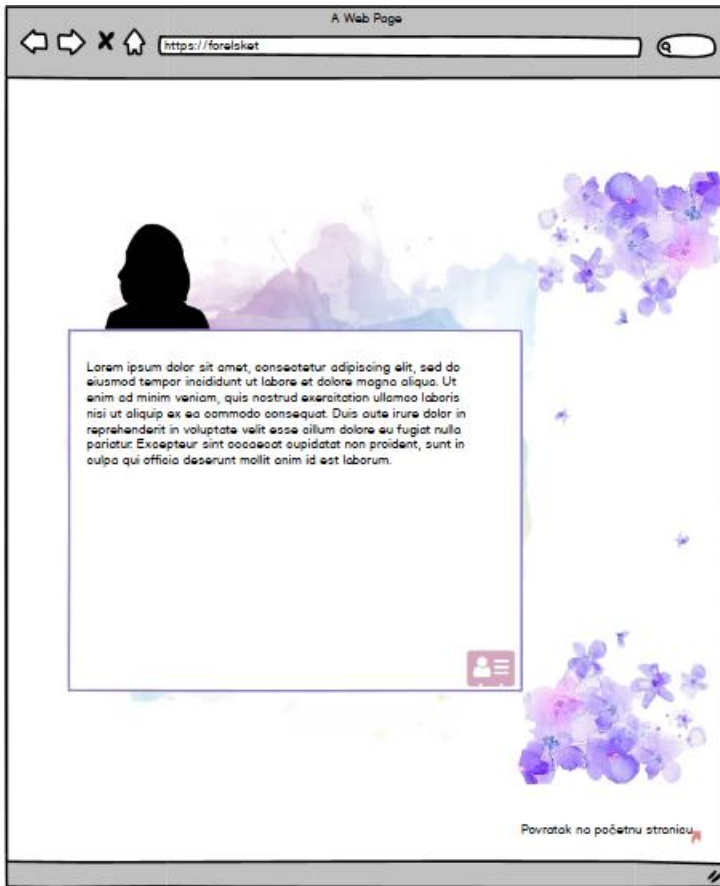 A Web Page
https://forelsket
Lorem ipsum dolor sit amet, consectetur adipiscing elit, sed do
eiusmod tempor incididunt ut labore et dolore magna aliqua. Ut
enim ad minim veniam, quis nostrud exercitation ullamco laboris
nisi ut aliquip ex ea commodo consequat. Duis aute irure dolor in
reprehenderit in voluptate velit esse cillum dolore eu fugiat nulla
pariatur. Excepteur sint occaecat cupidatat non proident, sunt in
culpa qui officia deserunt mollit anim id est laborum.
Povratak na početnu stranicu